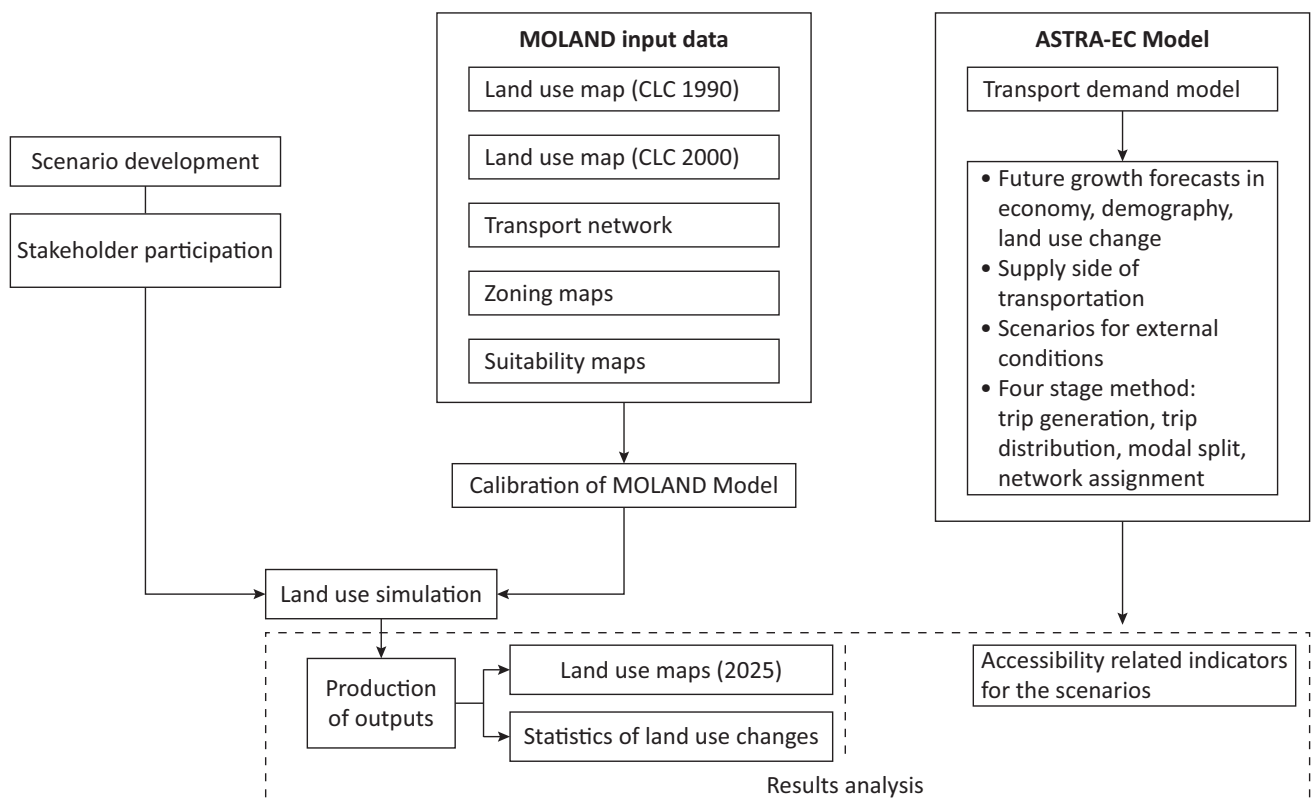 Scenario development
Stakeholder participation
MOLAND input data
Land use map (CLC 1990)
Land use map (CLC 2000)
Transport network
Zoning maps
Suitability maps
Calibration of MOLAND Model
ASTRA-EC Model
Transport demand model
• Future growth forecasts in
economy, demography,
land use change
• Supply side of
transportation
• Scenarios for external
conditions
• Four stage method:
trip generation, trip
distribution, modal split,
network assignment
Land use simulation
Production
of outputs
Land use maps (2025)
Statistics of land use changes
Accessibility related indicators
for the scenarios
Results analysis